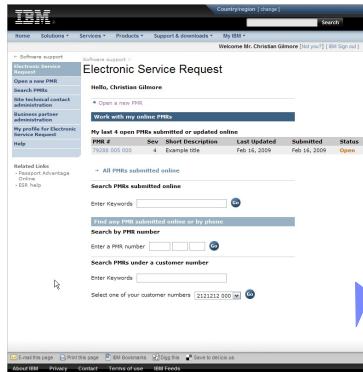 Country/region [ change ]
IBM
Search
Home Solutions Services Products Support & downloads My IBM
Welcome Mr. Christian Gilmore [Not you?] [IBM Sign out]
Software support
Software support >
Electronic Service Request
Open a new PMR
Search PMRs
Site technical contact administration
Business partner administration
My profile for Electronic Service Request
Help
Related Links
Passport Advantage Online
ESR help
Electronic Service Request
Hello, Christian Gilmore
Open a new PMR
Work with my online PMRs
My last 4 open PMRs submitted or updated online
PMR # Sev Short Description Last Updated Submitted Status
79288 005 000 4 Example title Feb 16, 2009 Feb 16, 2009 Open
All PMRs submitted online
Search PMRs submitted online
Enter Keywords Go
Find any PMR submitted online or by phone
Search by PMR number
Enter a PMR number Go
Search PMRs under a customer number
Enter Keywords
Select one of your customer numbers 2121212 000 Go
E-mail this page Print this page IBM Bookmarks Digg this Save to del.icio.us
About IBM Privacy Contact Terms of use IBM Feeds